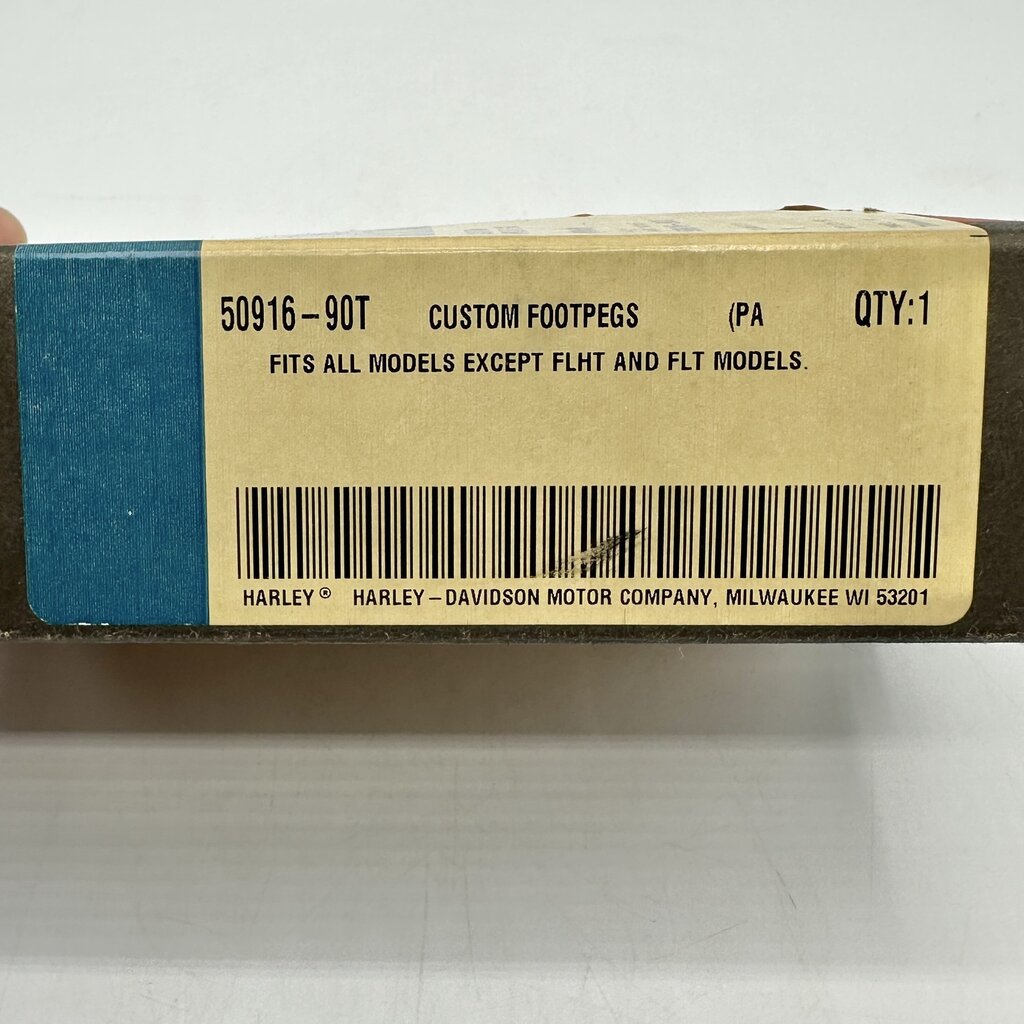 50916-90T CUSTOM FOOTPEGS (PA QTY:1
FITS ALL MODELS EXCEPT FLHT AND FLT MODELS.
HARLEY® HARLEY-DAVIDSON MOTOR COMPANY, MILWAUKEE WI 53201